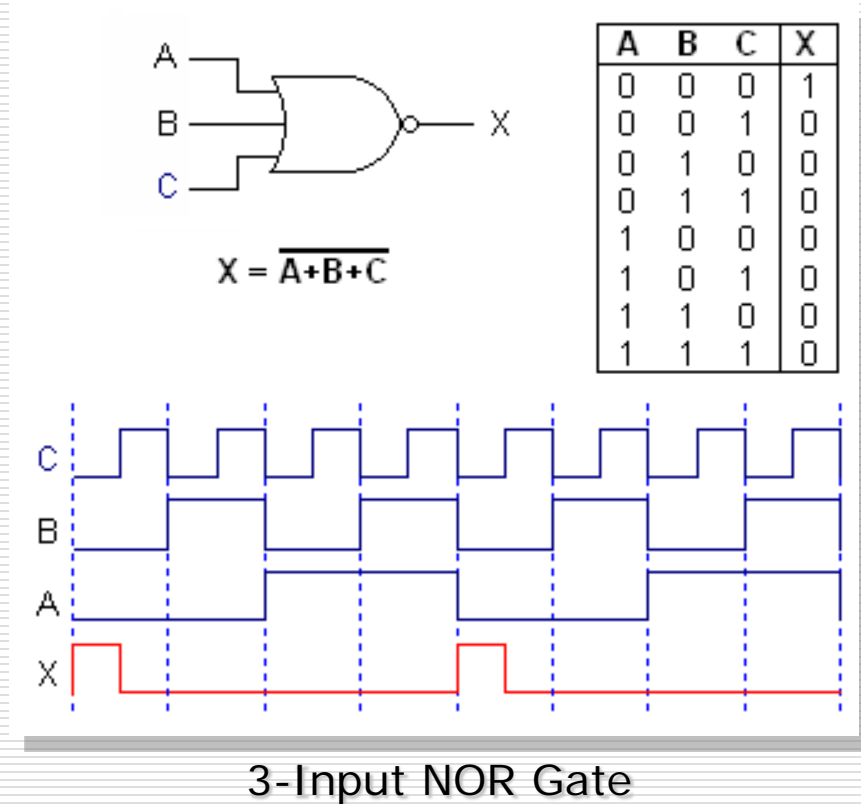 A
B
X
C
X = \overline{A+B+C}
A B C X
0 0 0 1
0 0 1 0
0 1 0 0
0 1 1 0
1 0 0 0
1 0 1 0
1 1 0 0
1 1 1 0
C
B
A
X
3-Input NOR Gate